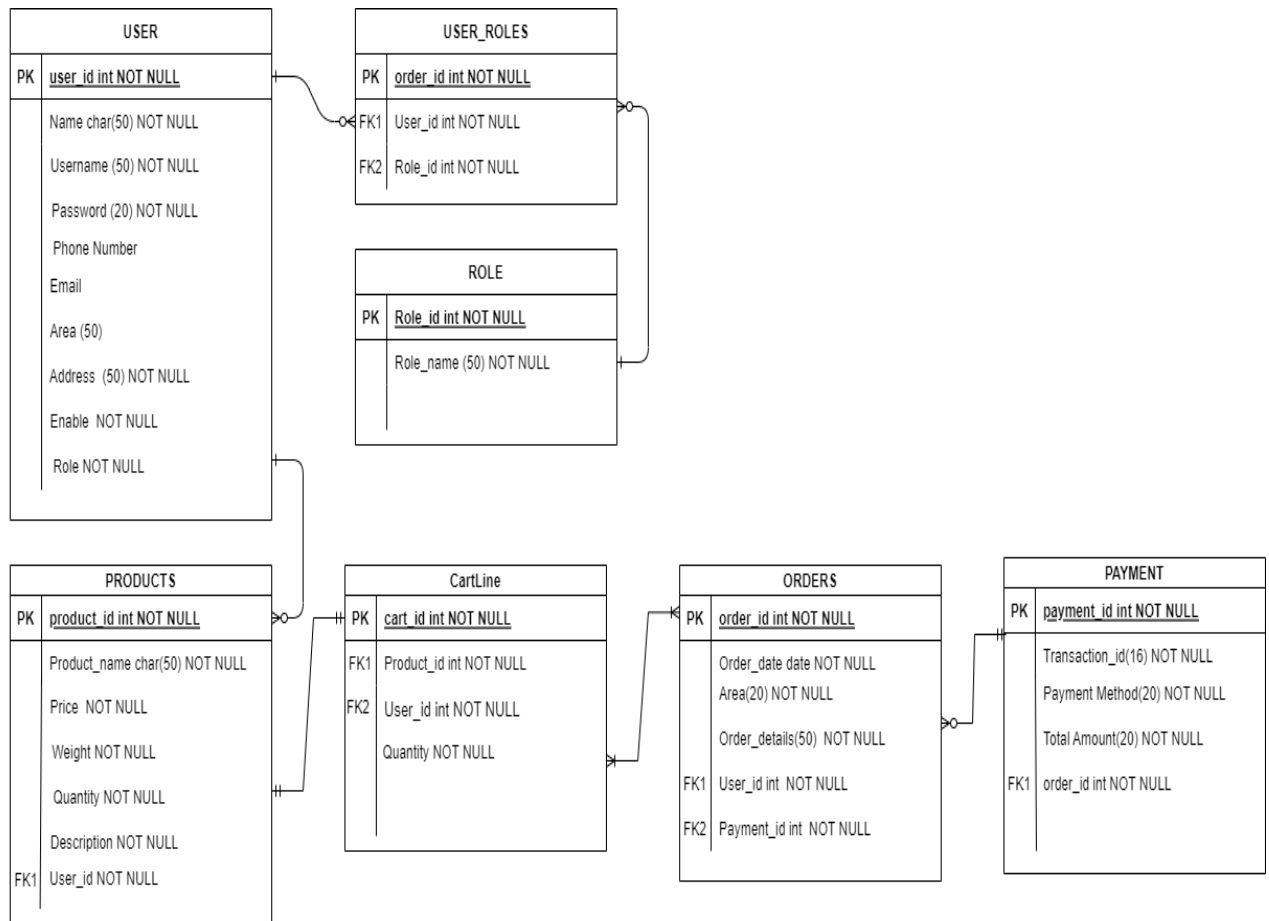 USER
PK user_id int NOT NULL
Name char(50) NOT NULL
Username (50) NOT NULL
Password (20) NOT NULL
Phone Number
Email
Area (50)
Address (50) NOT NULL
Enable NOT NULL
Role NOT NULL
USER_ROLES
PK order_id int NOT NULL
FK1 User_id int NOT NULL
FK2 Role_id int NOT NULL
ROLE
PK Role_id int NOT NULL
Role_name (50) NOT NULL
PRODUCTS
PK product_id int NOT NULL
Product_name char(50) NOT NULL
Price NOT NULL
Weight NOT NULL
Quantity NOT NULL
Description NOT NULL
FK1 User_id NOT NULL
CartLine
PK cart_id int NOT NULL
FK1 Product_id int NOT NULL
FK2 User_id int NOT NULL
Quantity NOT NULL
ORDERS
PK order_id int NOT NULL
Order_date date NOT NULL
Area(20) NOT NULL
Order_details(50) NOT NULL
FK1 User_id int NOT NULL
FK2 Payment_id int NOT NULL
PAYMENT
PK payment_id int NOT NULL
Transaction_id(16) NOT NULL
Payment Method(20) NOT NULL
Total Amount(20) NOT NULL
FK1 order_id int NOT NULL